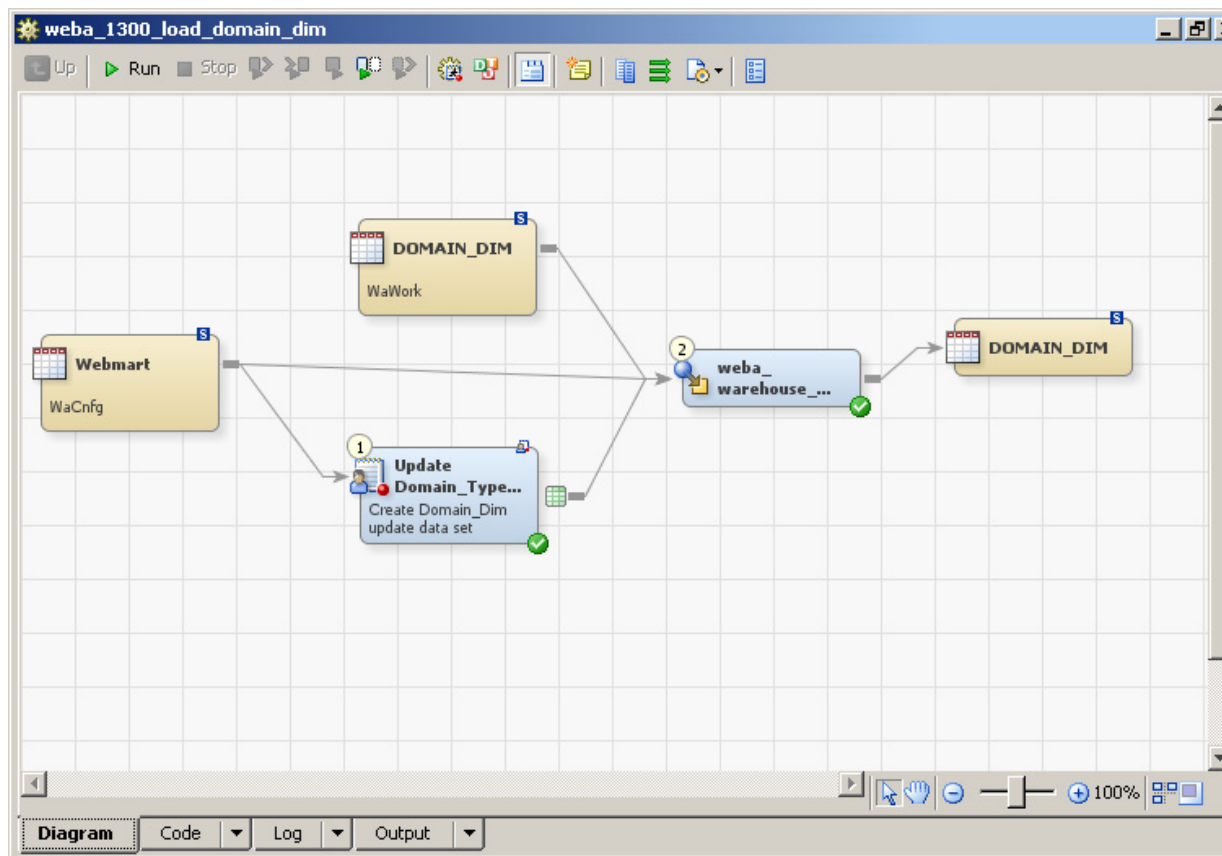 weba_1300_load_domain_dim
Up
Run
Stop
S
DOMAIN_DIM
WaWork
S
Webmart
WaCnfg
1
Update
Domain_Type...
Create Domain_Dim
update data set
2
weba_
warehouse_...
S
DOMAIN_DIM
100%
Diagram
Code
Log
Output